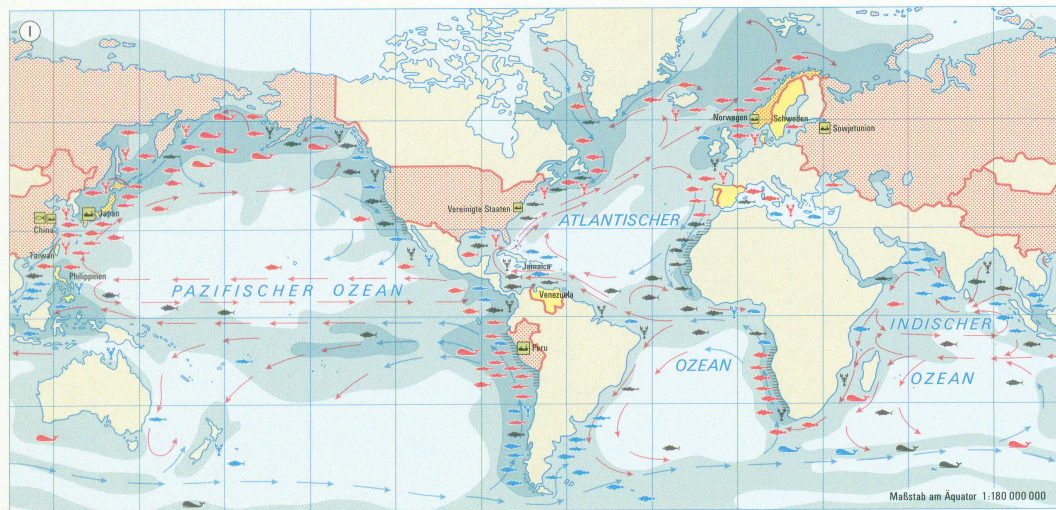 I
Norwegen
Schweden
Sowjetunion
Vereinigte Staaten
ATLANTISCHER
Japan
China
Taiwan
Philippinen
Jamaica
PAZIFISCHER OZEAN
Venezuela
INDISCHER
Peru
OZEAN
OZEAN
Maßstab am Äquator 1:180 000 000